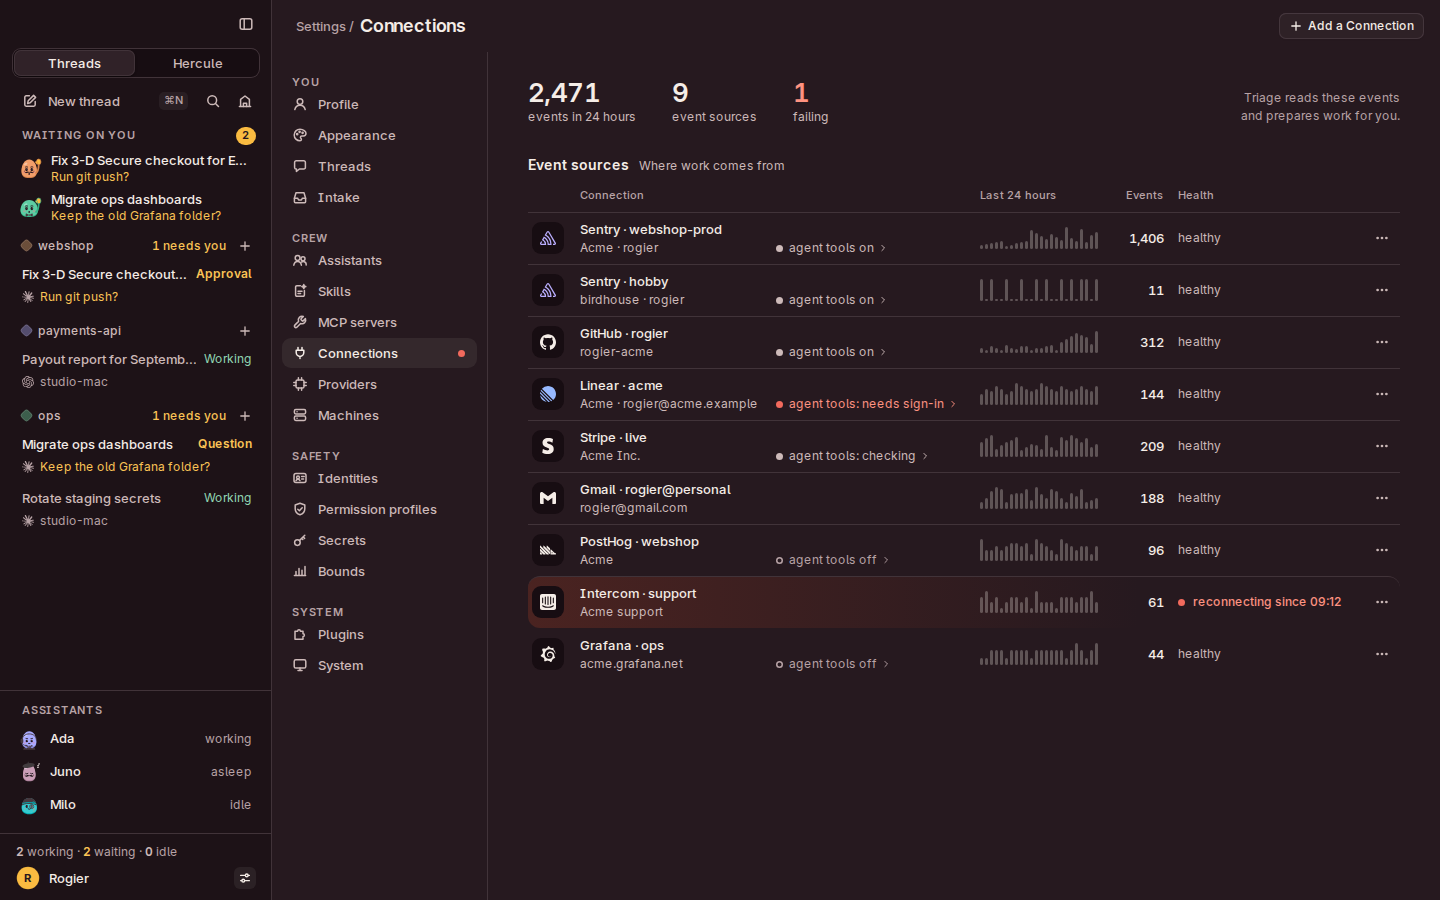 Threads
Hercule
New thread
⌘N
WAITING ON YOU
2
Fix 3-D Secure checkout for E...
Run git push?
Migrate ops dashboards
Keep the old Grafana folder?
webshop
1 needs you
Fix 3-D Secure checkout...
Approval
Run git push?
payments-api
Payout report for Septemb...
Working
studio-mac
ops
1 needs you
Migrate ops dashboards
Question
Keep the old Grafana folder?
Rotate staging secrets
Working
studio-mac
ASSISTANTS
Ada
working
Juno
asleep
Milo
idle
2 working · 2 waiting · 0 idle
R
Rogier
Settings / Connections
Add a Connection
YOU
Profile
Appearance
Threads
Intake
CREW
Assistants
Skills
MCP servers
Connections
Providers
Machines
SAFETY
Identities
Permission profiles
Secrets
Bounds
SYSTEM
Plugins
System
2,471
events in 24 hours
9
event sources
1
failing
Triage reads these events
and prepares work for you.
Event sources Where work comes from
Connection
Last 24 hours
Events
Health
Sentry · webshop-prod
Acme · rogier
agent tools on
1,406
healthy
Sentry · hobby
birdhouse · rogier
agent tools on
11
healthy
GitHub · rogier
rogier-acme
agent tools on
312
healthy
Linear · acme
Acme · rogier@acme.example
agent tools: needs sign-in
144
healthy
Stripe · live
Acme Inc.
agent tools: checking
209
healthy
Gmail · rogier@personal
rogier@gmail.com
188
healthy
PostHog · webshop
Acme
agent tools off
96
healthy
Intercom · support
Acme support
61
reconnecting since 09:12
Grafana · ops
acme.grafana.net
agent tools off
44
healthy